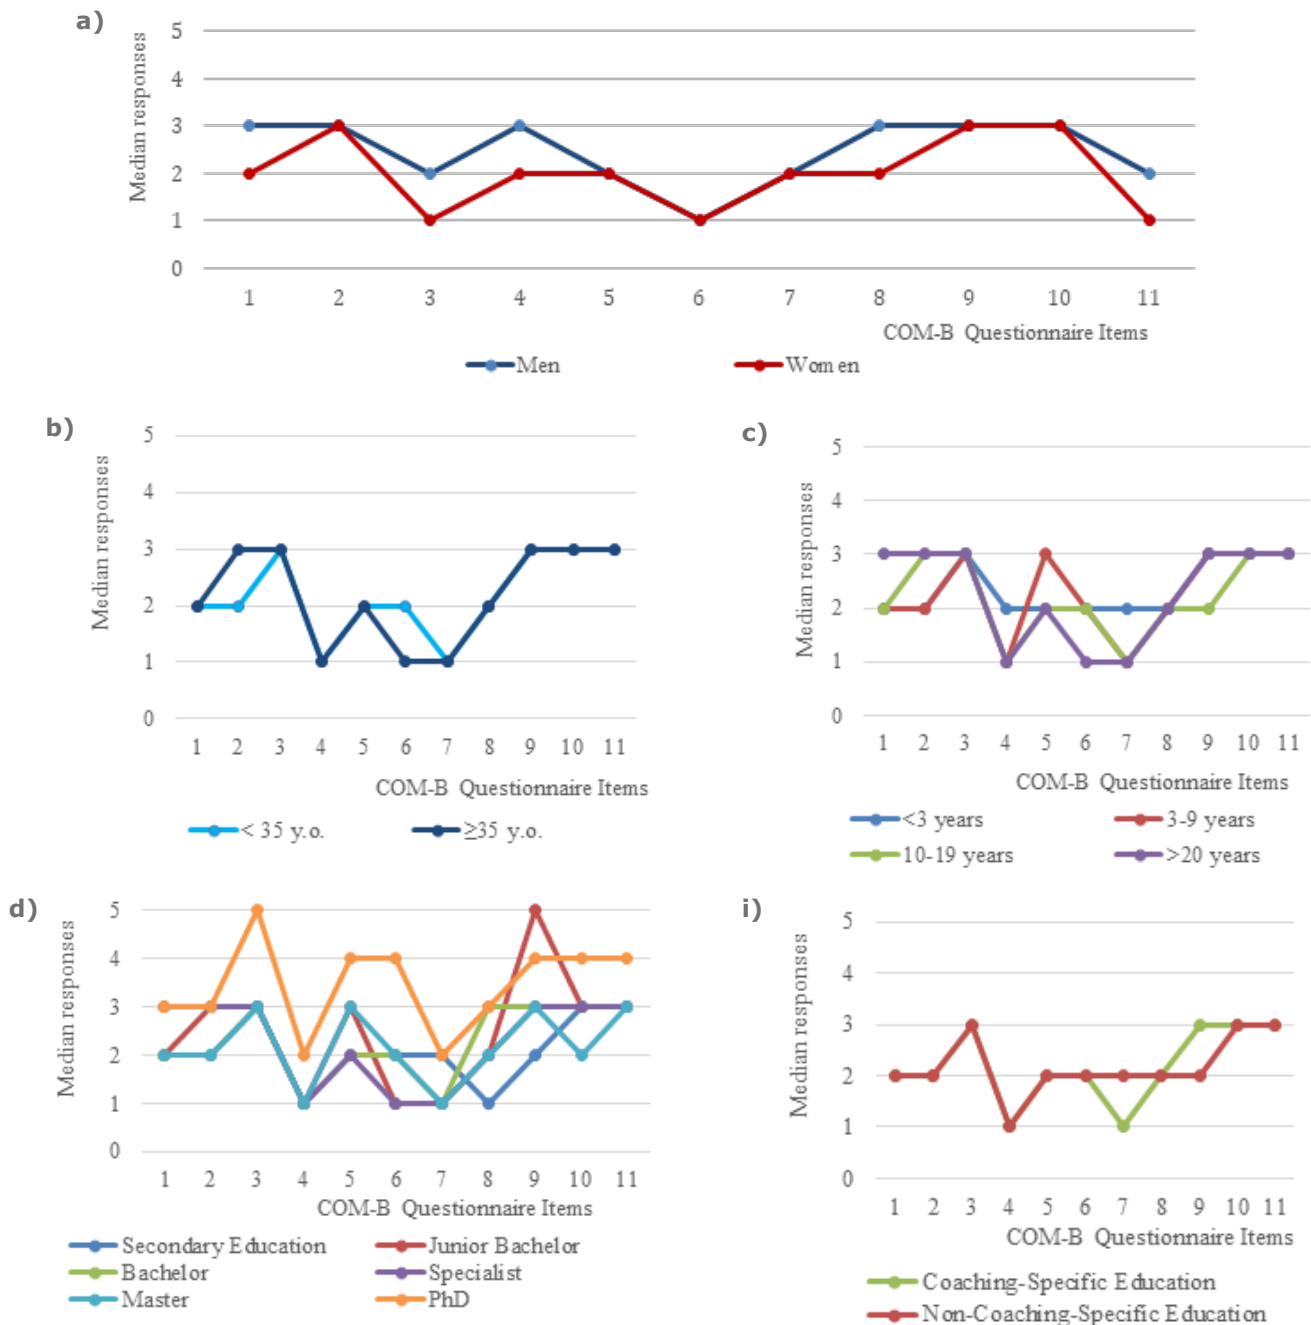 a)
Median responses
5
4
3
2
1
0
1 2 3 4 5 6 7 8 9 10 11
COM-B Questionnaire Items
Men Women
b)
Median responses
5
4
3
2
1
0
1 2 3 4 5 6 7 8 9 10 11
COM-B Questionnaire Items
< 35 y.o. ≥35 y.o.
c)
Median responses
5
4
3
2
1
0
1 2 3 4 5 6 7 8 9 10 11
COM-B Questionnaire Items
<3 years 3-9 years
10-19 years >20 years
d)
Median responses
5
4
3
2
1
0
1 2 3 4 5 6 7 8 9 10 11
COM-B Questionnaire Items
Secondary Education Junior Bachelor
Bachelor Specialist
Master PhD
i)
Median responses
5
4
3
2
1
0
1 2 3 4 5 6 7 8 9 10 11
COM-B Questionnaire Items
Coaching-Specific Education
Non-Coaching-Specific Education